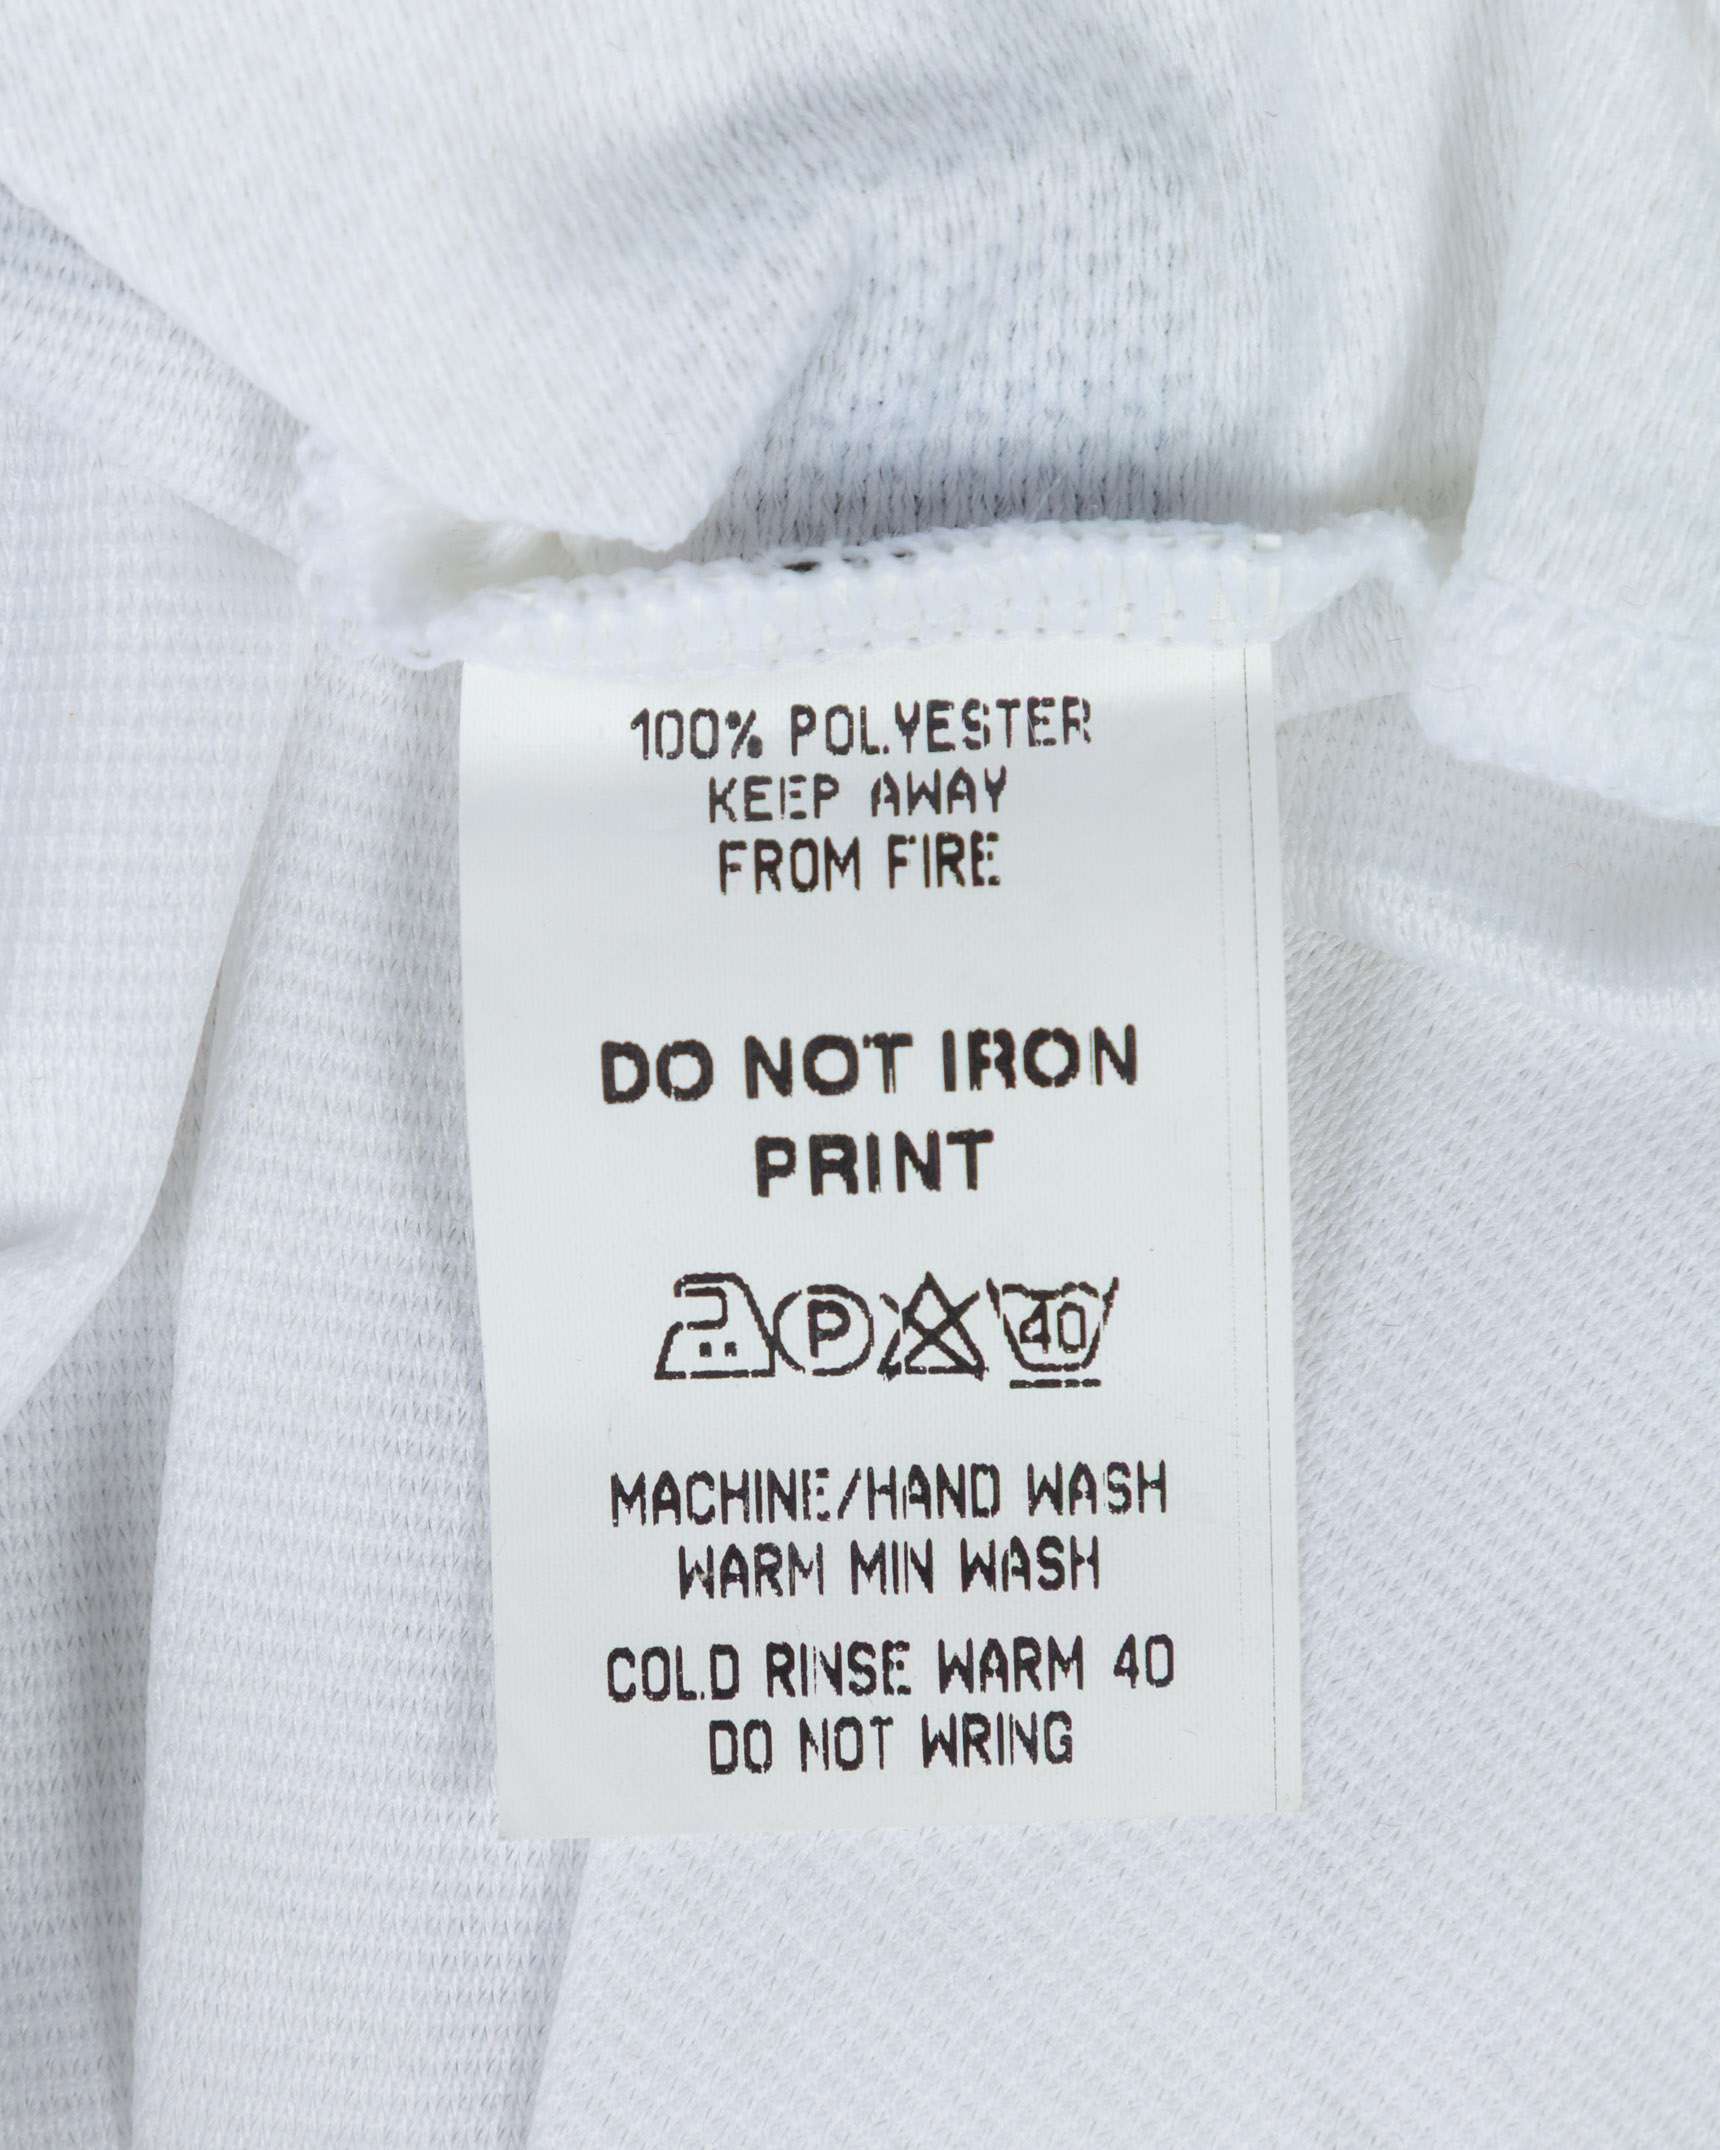 100% POLYESTER
KEEP AWAY
FROM FIRE
DO NOT IRON
PRINT
P 40
MACHINE/HAND WASH
WARM MIN WASH
COLD RINSE WARM 40
DO NOT WRING